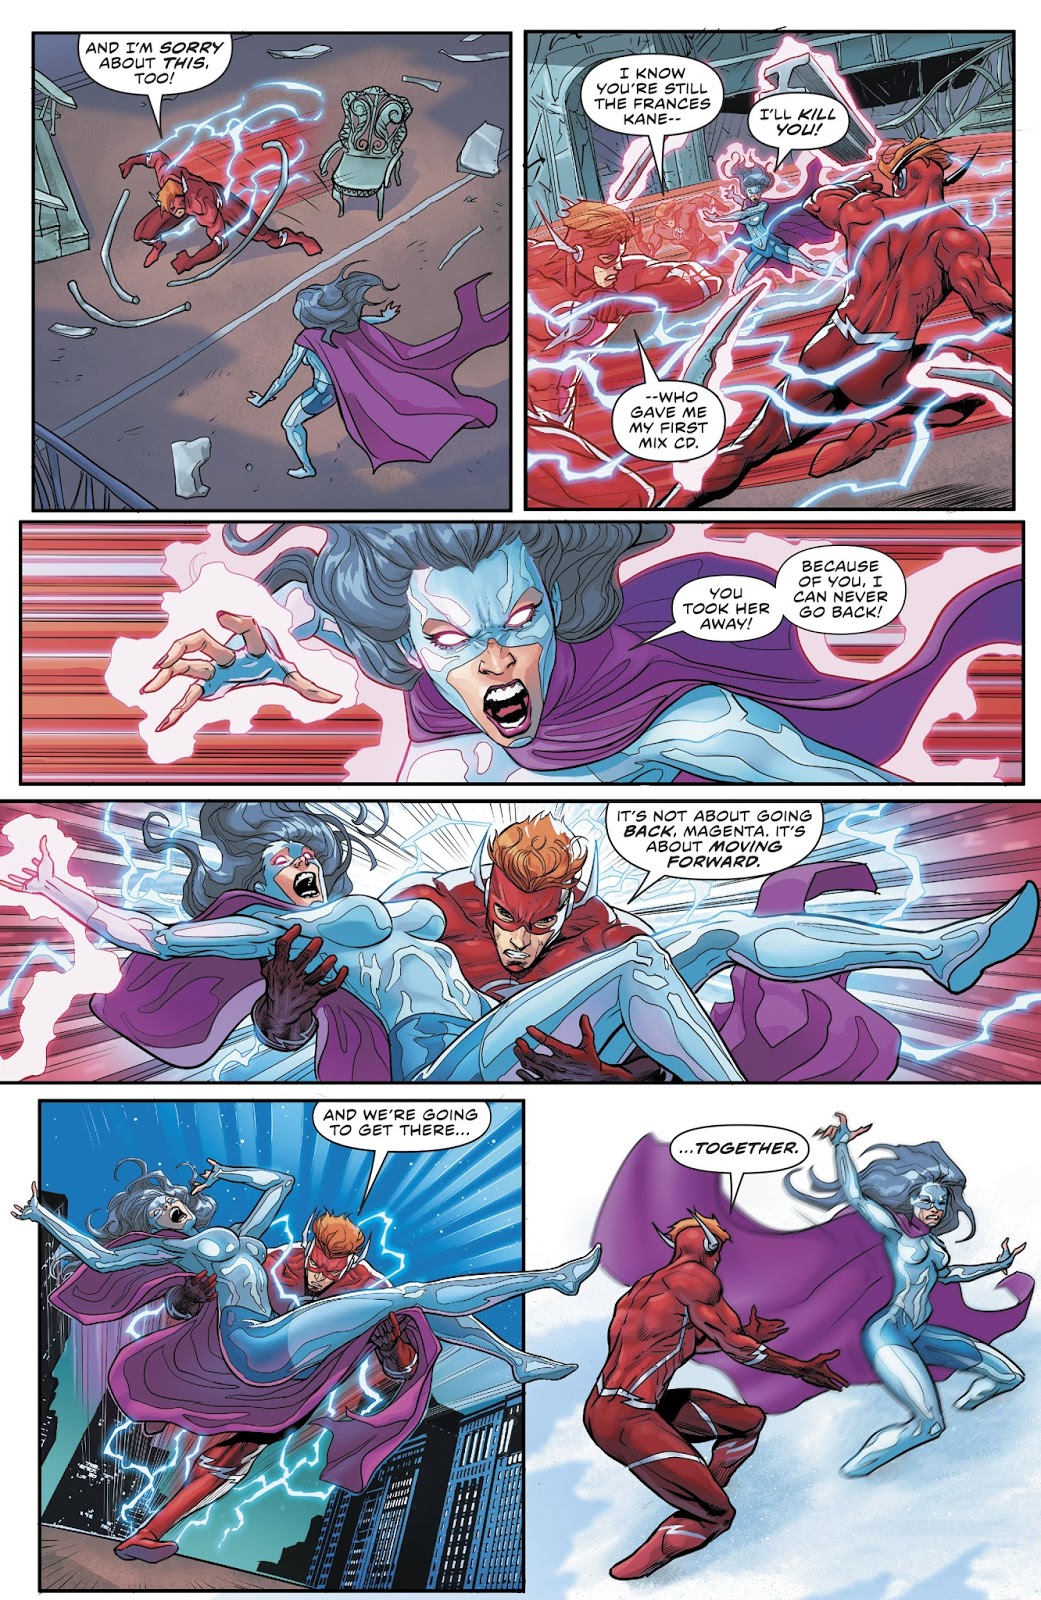 AND I'M SORRY
ABOUT THIS,
TOO!
I KNOW
YOU'RE STILL
THE FRANCES
KANE--
I'LL KILL
YOU!
--WHO
GAVE ME
MY FIRST
MIX CD.
YOU
TOOK HER
AWAY!
BECAUSE
OF YOU, I
CAN NEVER
GO BACK!
IT'S NOT ABOUT GOING
BACK, MAGENTA. IT'S
ABOUT MOVING
FORWARD.
AND WE'RE GOING
TO GET THERE...
...TOGETHER.